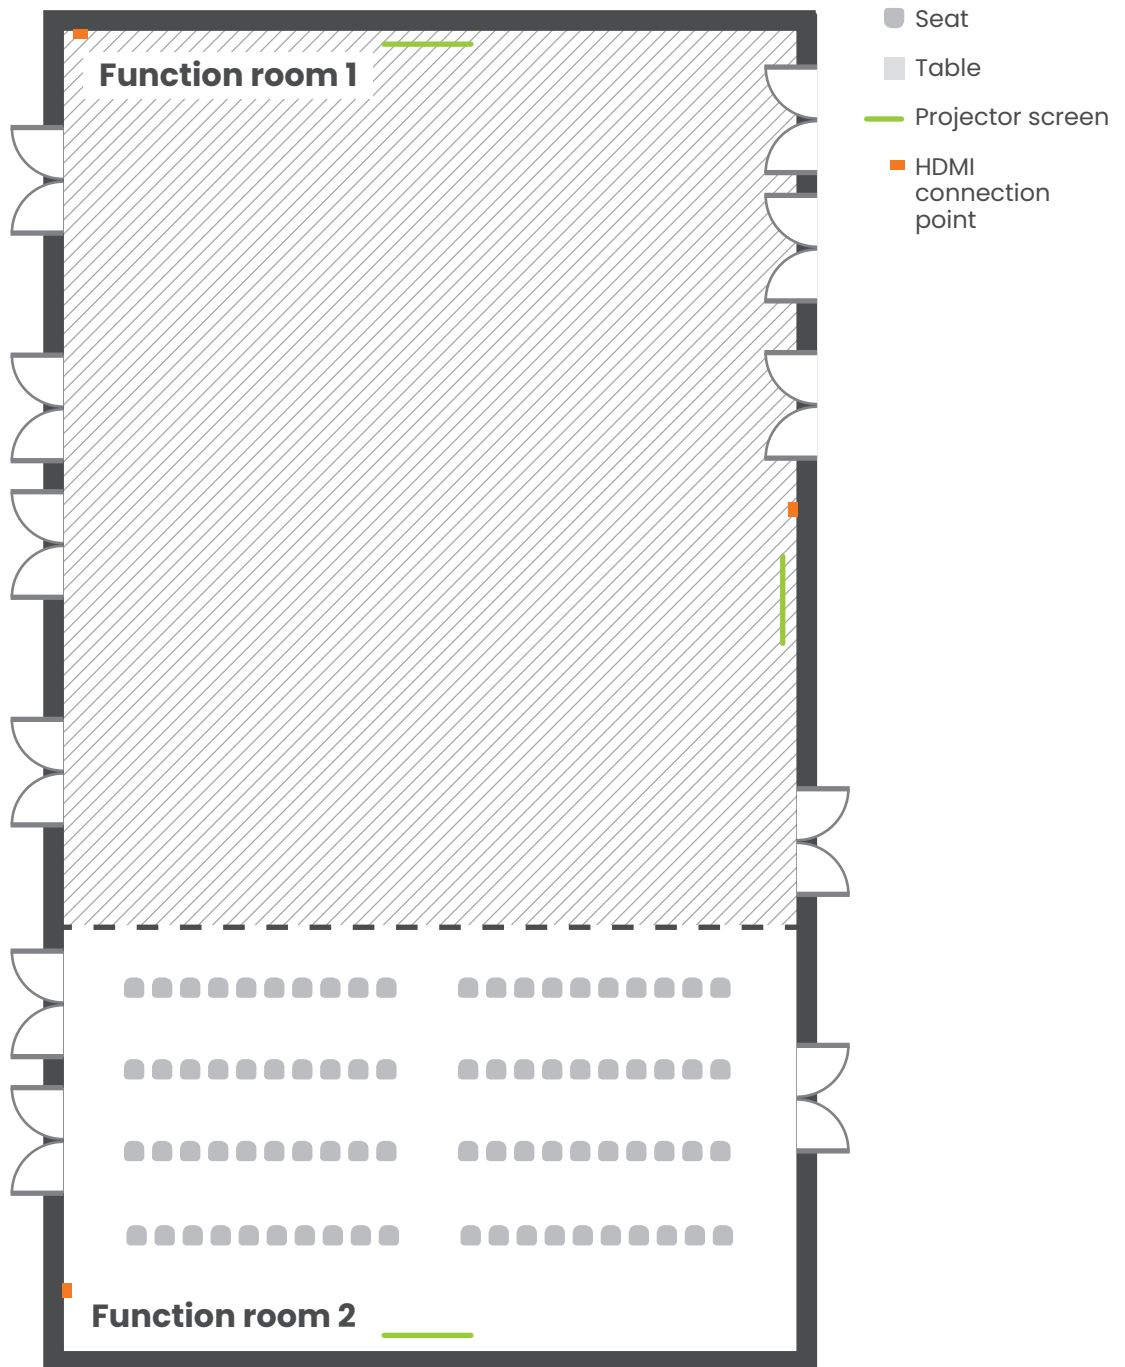 Function room 1
Seat
Table
Projector screen
HDMI
connection
point
Function room 2